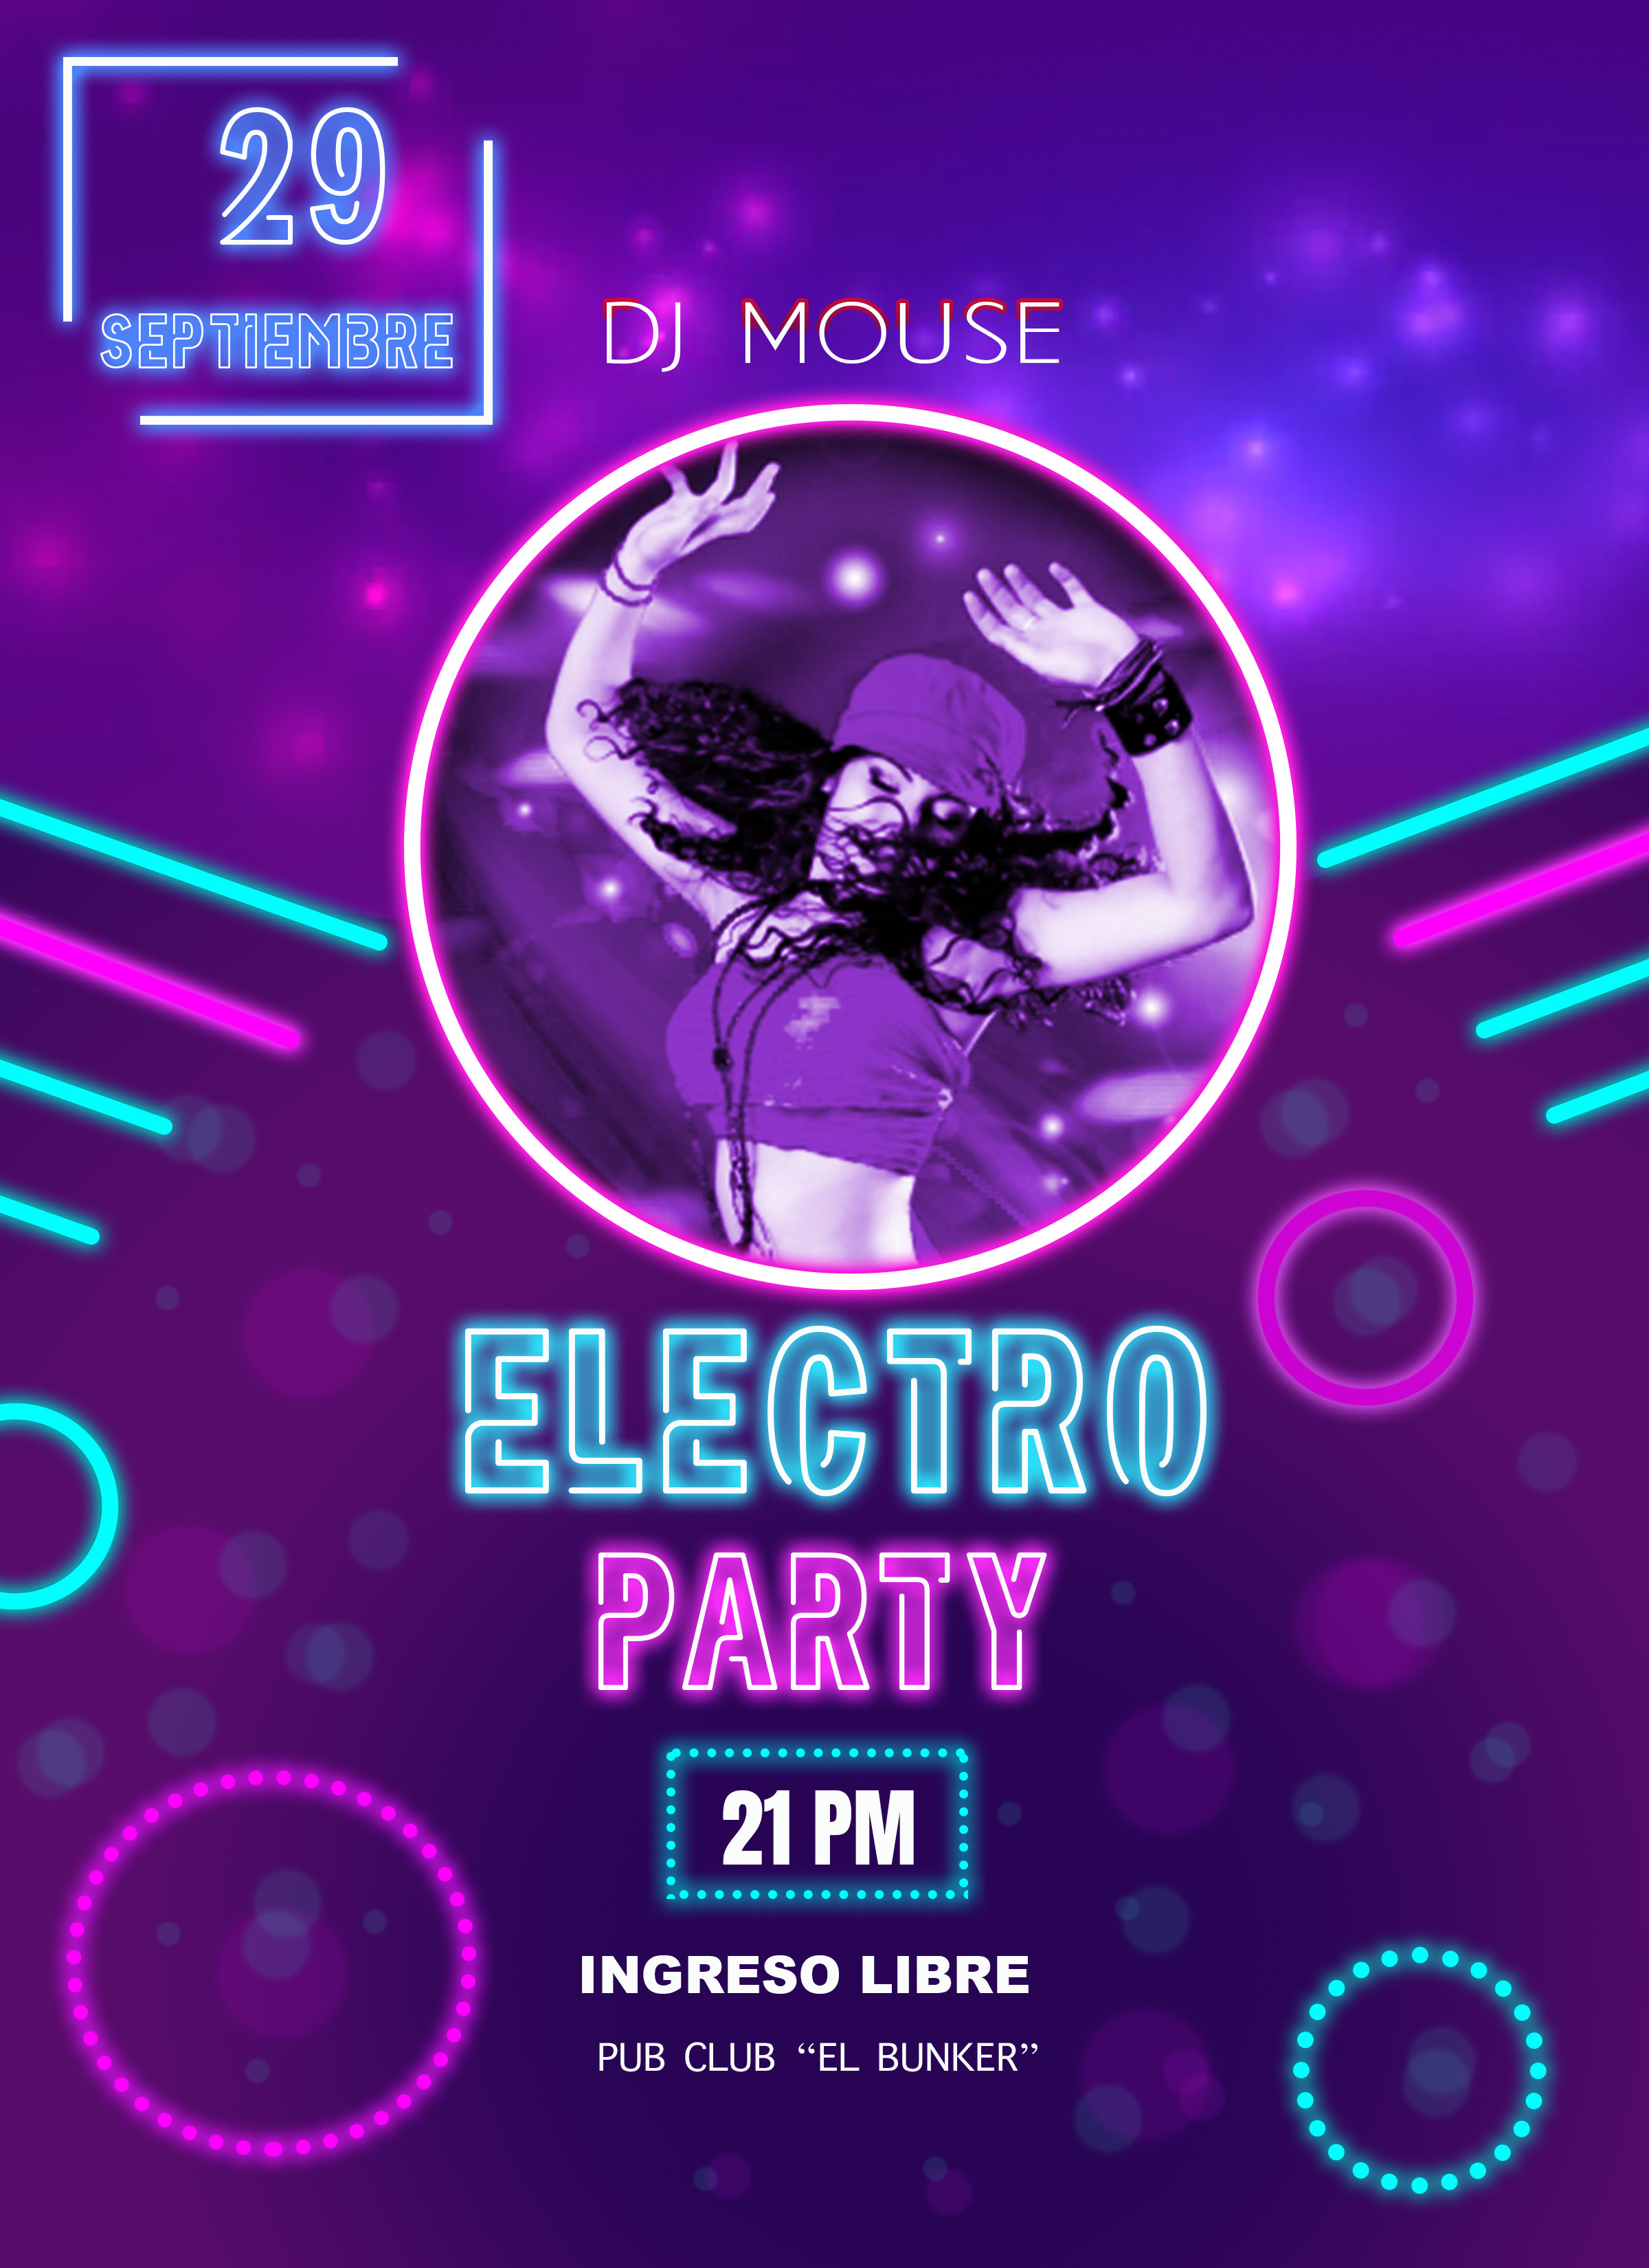 29
SEPTIEMBRE
DJ MOUSE
ELECTRO
PARTY
21 PM
INGRESO LIBRE
PUB CLUB “EL BUNKER”